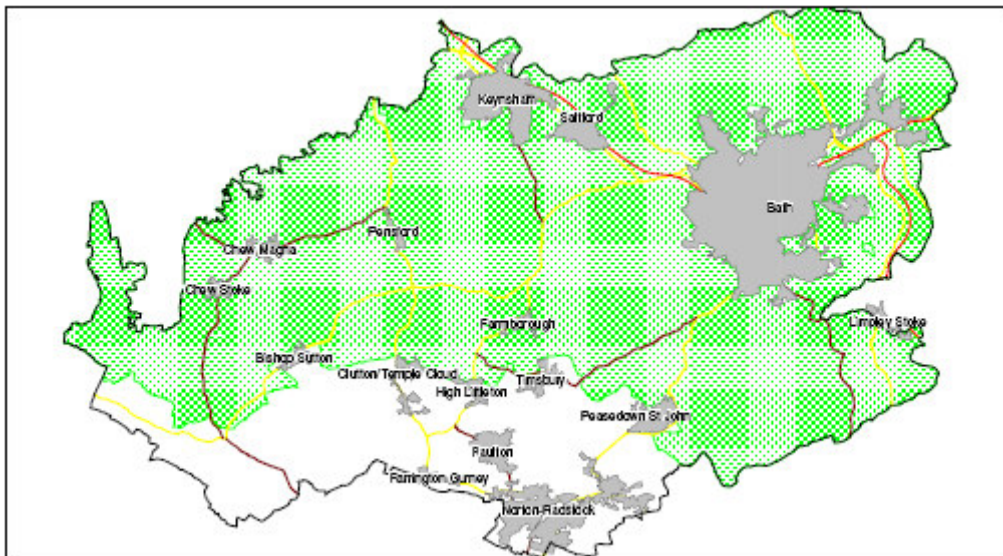 Keynsham
Saltford
Bath
Pensford
Chew Magna
Chew Stoke
Farmborough
Limpley Stoke
Bishop Sutton
Clutton/Temple Cloud
Timsbury
High Littleton
Peasedown St John
Paulton
Farrington Gurney
Norton-Radstock